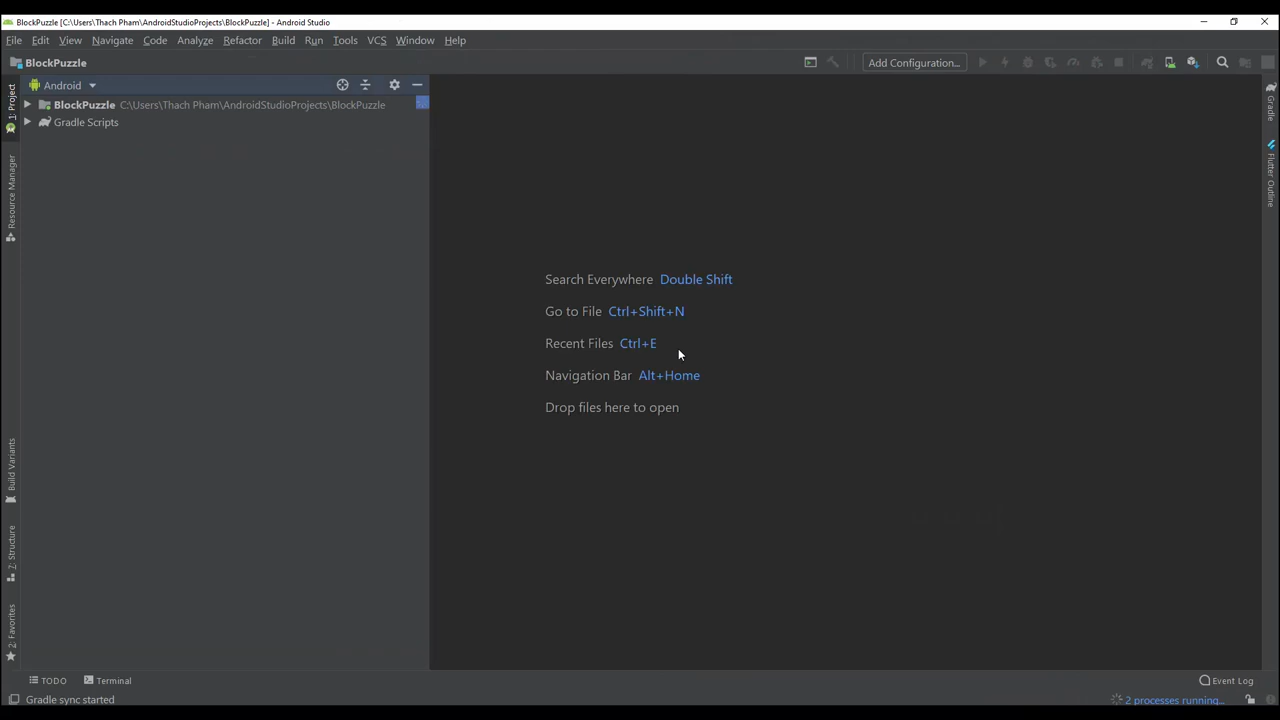 BlockPuzzle [C:\Users\Thach Pham\AndroidStudioProjects\BlockPuzzle] - Android Studio
File Edit View Navigate Code Analyze Refactor Build Run Tools VCS Window Help
BlockPuzzle Add Configuration...
Android
BlockPuzzle C:\Users\Thach Pham\AndroidStudioProjects\BlockPuzzle
Gradle Scripts
1: Project
Resource Manager
Build Variants
7: Structure
2: Favorites
Search Everywhere Double Shift
Go to File Ctrl+Shift+N
Recent Files Ctrl+E
Navigation Bar Alt+Home
Drop files here to open
Gradle
Flutter Outline
TODO Terminal Event Log
Gradle sync started 2 processes running...